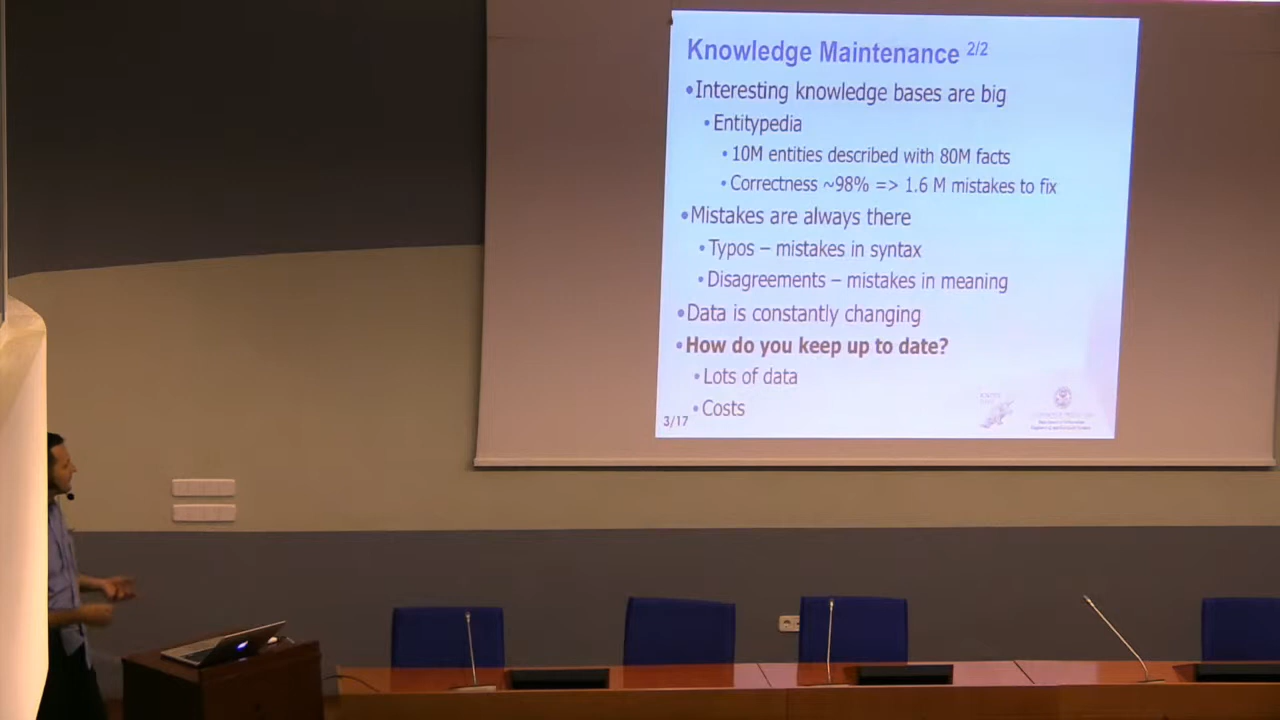 Knowledge Maintenance 2/2
•Interesting knowledge bases are big
•Entitypedia
•10M entities described with 80M facts
•Correctness ~98% => 1.6 M mistakes to fix
•Mistakes are always there
•Typos – mistakes in syntax
•Disagreements – mistakes in meaning
•Data is constantly changing
•How do you keep up to date?
•Lots of data
•Costs
3/17